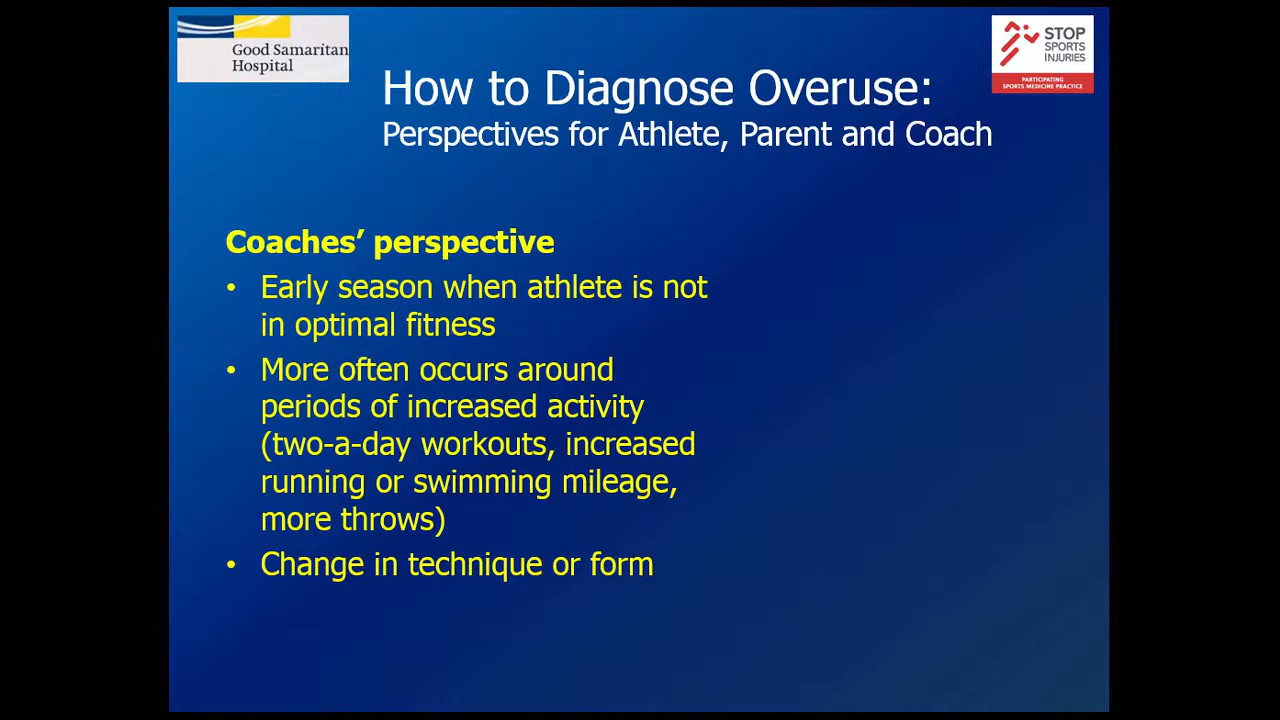 Good Samaritan
Hospital
STOP
SPORTS
INJURIES
PARTICIPATING
SPORTS MEDICINE PRACTICE
How to Diagnose Overuse:
Perspectives for Athlete, Parent and Coach
Coaches’ perspective
• Early season when athlete is not
in optimal fitness
• More often occurs around
periods of increased activity
(two-a-day workouts, increased
running or swimming mileage,
more throws)
• Change in technique or form